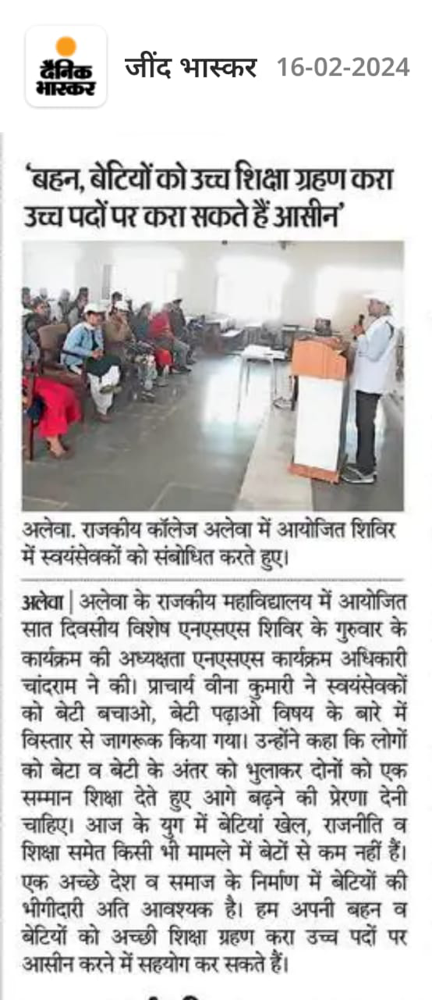 दैनिक
भास्कर
जींद भास्कर 16-02-2024
‘बहन, बेटियों को उच्च शिक्षा ग्रहण करा
उच्च पदों पर करा सकते हैं आसीन’
अलेवा. राजकीय कॉलेज अलेवा में आयोजित शिविर
में स्वयंसेवकों को संबोधित करते हुए।
अलेवा | अलेवा के राजकीय महाविद्यालय में आयोजित
सात दिवसीय विशेष एनएसएस शिविर के गुरुवार के
कार्यक्रम की अध्यक्षता एनएसएस कार्यक्रम अधिकारी
चांदराम ने की। प्राचार्य वीना कुमारी ने स्वयंसेवकों
को बेटी बचाओ, बेटी पढ़ाओ विषय के बारे में
विस्तार से जागरूक किया गया। उन्होंने कहा कि लोगों
को बेटा व बेटी के अंतर को भुलाकर दोनों को एक
सम्मान शिक्षा देते हुए आगे बढ़ने की प्रेरणा देनी
चाहिए। आज के युग में बेटियां खेल, राजनीति व
शिक्षा समेत किसी भी मामले में बेटों से कम नहीं हैं।
एक अच्छे देश व समाज के निर्माण में बेटियों की
भीगीदारी अति आवश्यक है। हम अपनी बहन व
बेटियों को अच्छी शिक्षा ग्रहण करा उच्च पदों पर
आसीन करने में सहयोग कर सकते हैं।